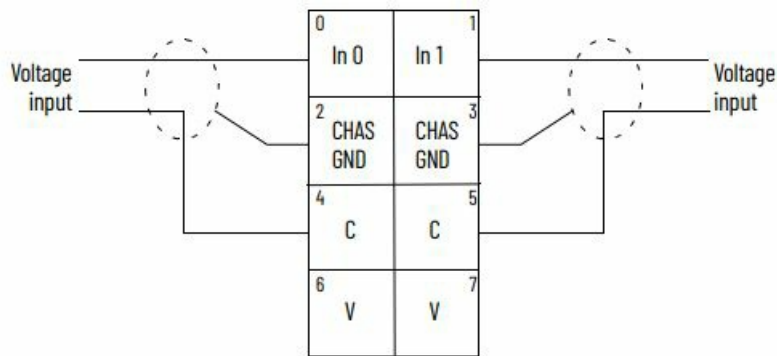 0
1
In 0
In 1
Voltage
input
Voltage
input
2
3
CHAS
GND
CHAS
GND
4
5
C
C
6
7
V
V